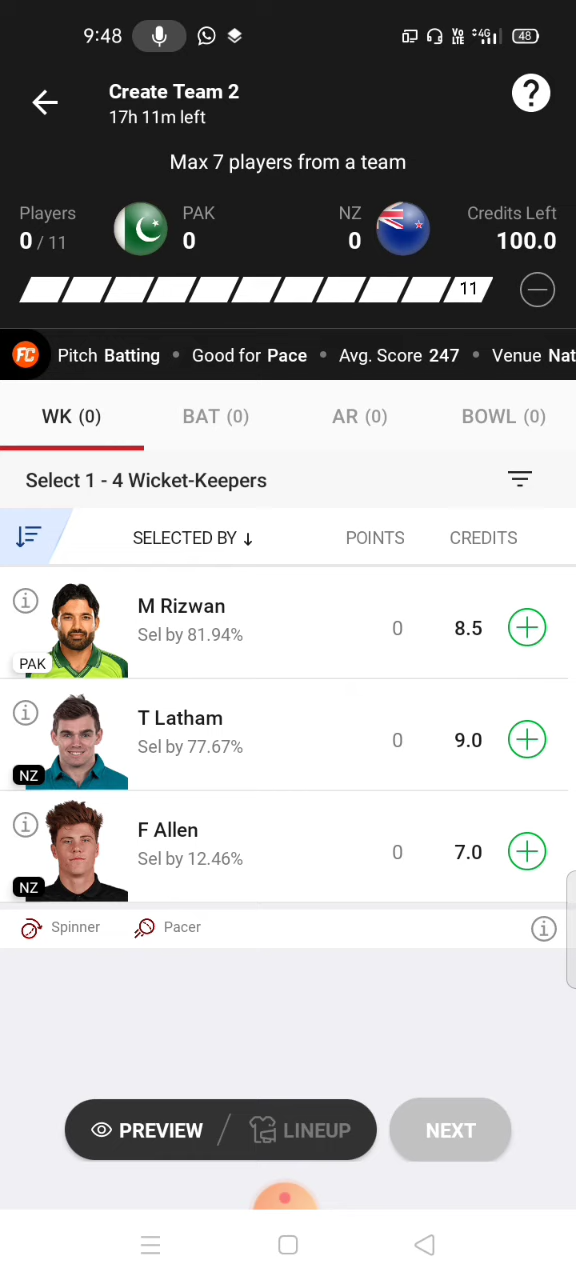 9:48
Vo LTE
4G
48
Create Team 2
17h 11m left
?
Max 7 players from a team
Players
0 / 11
PAK
0
NZ
0
Credits Left
100.0
11
FC Pitch Batting • Good for Pace • Avg. Score 247 • Venue Nat
WK (0) BAT (0) AR (0) BOWL (0)
Select 1 - 4 Wicket-Keepers
SELECTED BY ↓ POINTS CREDITS
M Rizwan
Sel by 81.94%
0 8.5
PAK
T Latham
Sel by 77.67%
0 9.0
NZ
F Allen
Sel by 12.46%
0 7.0
NZ
Spinner Pacer
PREVIEW / LINEUP NEXT